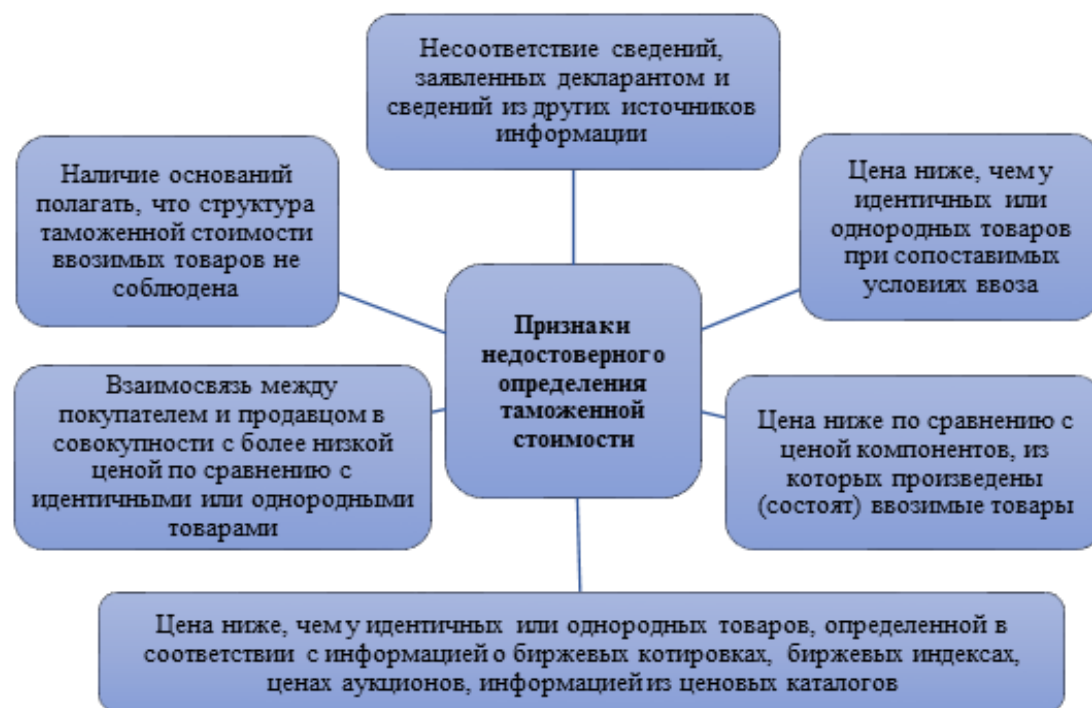 Несоответствие сведений,
заявленных декларантом и
сведений из других источников
информации
Наличие оснований
полагать, что структура
таможенной стоимости
ввозимых товаров не
соблюдена
Цена ниже, чем у
идентичных или
однородных товаров
при сопоставимых
условиях ввоза
Признаки
недостоверного
определения
таможенной
стоимости
Взаимосвязь между
покупателем и продавцом в
совокупности с более низкой
ценой по сравнению с
идентичными или однородными
товарами
Цена ниже по сравнению с
ценой компонентов, из
которых произведены
(состоят) ввозимые товары
Цена ниже, чем у идентичных или однородных товаров, определенной в
соответствии с информацией о биржевых котировках, биржевых индексах,
ценах аукционов, информацией из ценовых каталогов